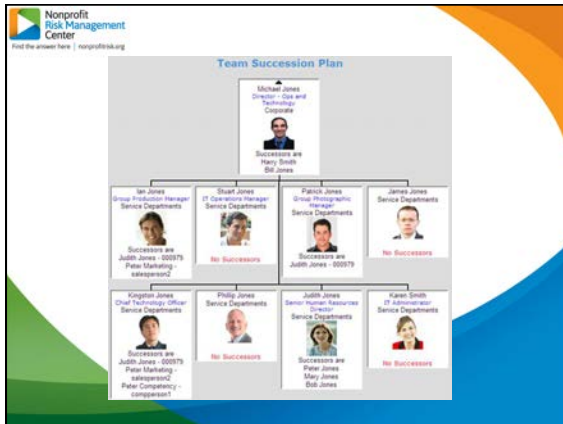 Nonprofit
Risk Management
Center
Find the answer here | nonprofitrisk.org
Team Succession Plan
Michael Jones
Director - Ops and
Technology
Corporate
Successors are
Harry Smith
Bill Jones
Ian Jones
Group Production Manager
Service Departments
Successors are
Judith Jones - 000979
Peter Marketing -
salesperson2
Stuart Jones
IT Operations Manager
Service Departments
No Successors
Patrick Jones
Group Photographic
Manager
Service Departments
Successors are
Judith Jones - 000979
James Jones
Service Departments
No Successors
Kingston Jones
Chief Technology Officer
Service Departments
Successors are
Judith Jones - 000979
Peter Marketing -
salesperson2
Peter Competency -
compperson1
Phillip Jones
Service Departments
No Successors
Judith Jones
Senior Human Resources
Director
Service Departments
Successors are
Peter Jones
Mary Jones
Bob Jones
Karen Smith
IT Administrator
Service Departments
No Successors